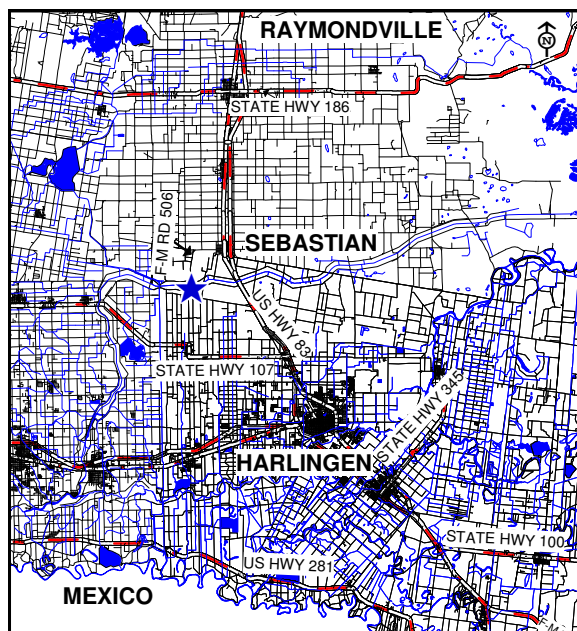 RAYMONDVILLE
N
STATE HWY 186
F-M RD 506
SEBASTIAN
US HWY 83
STATE HWY 107
STATE HWY 345
HARLINGEN
STATE HWY 100
US HWY 281
MEXICO